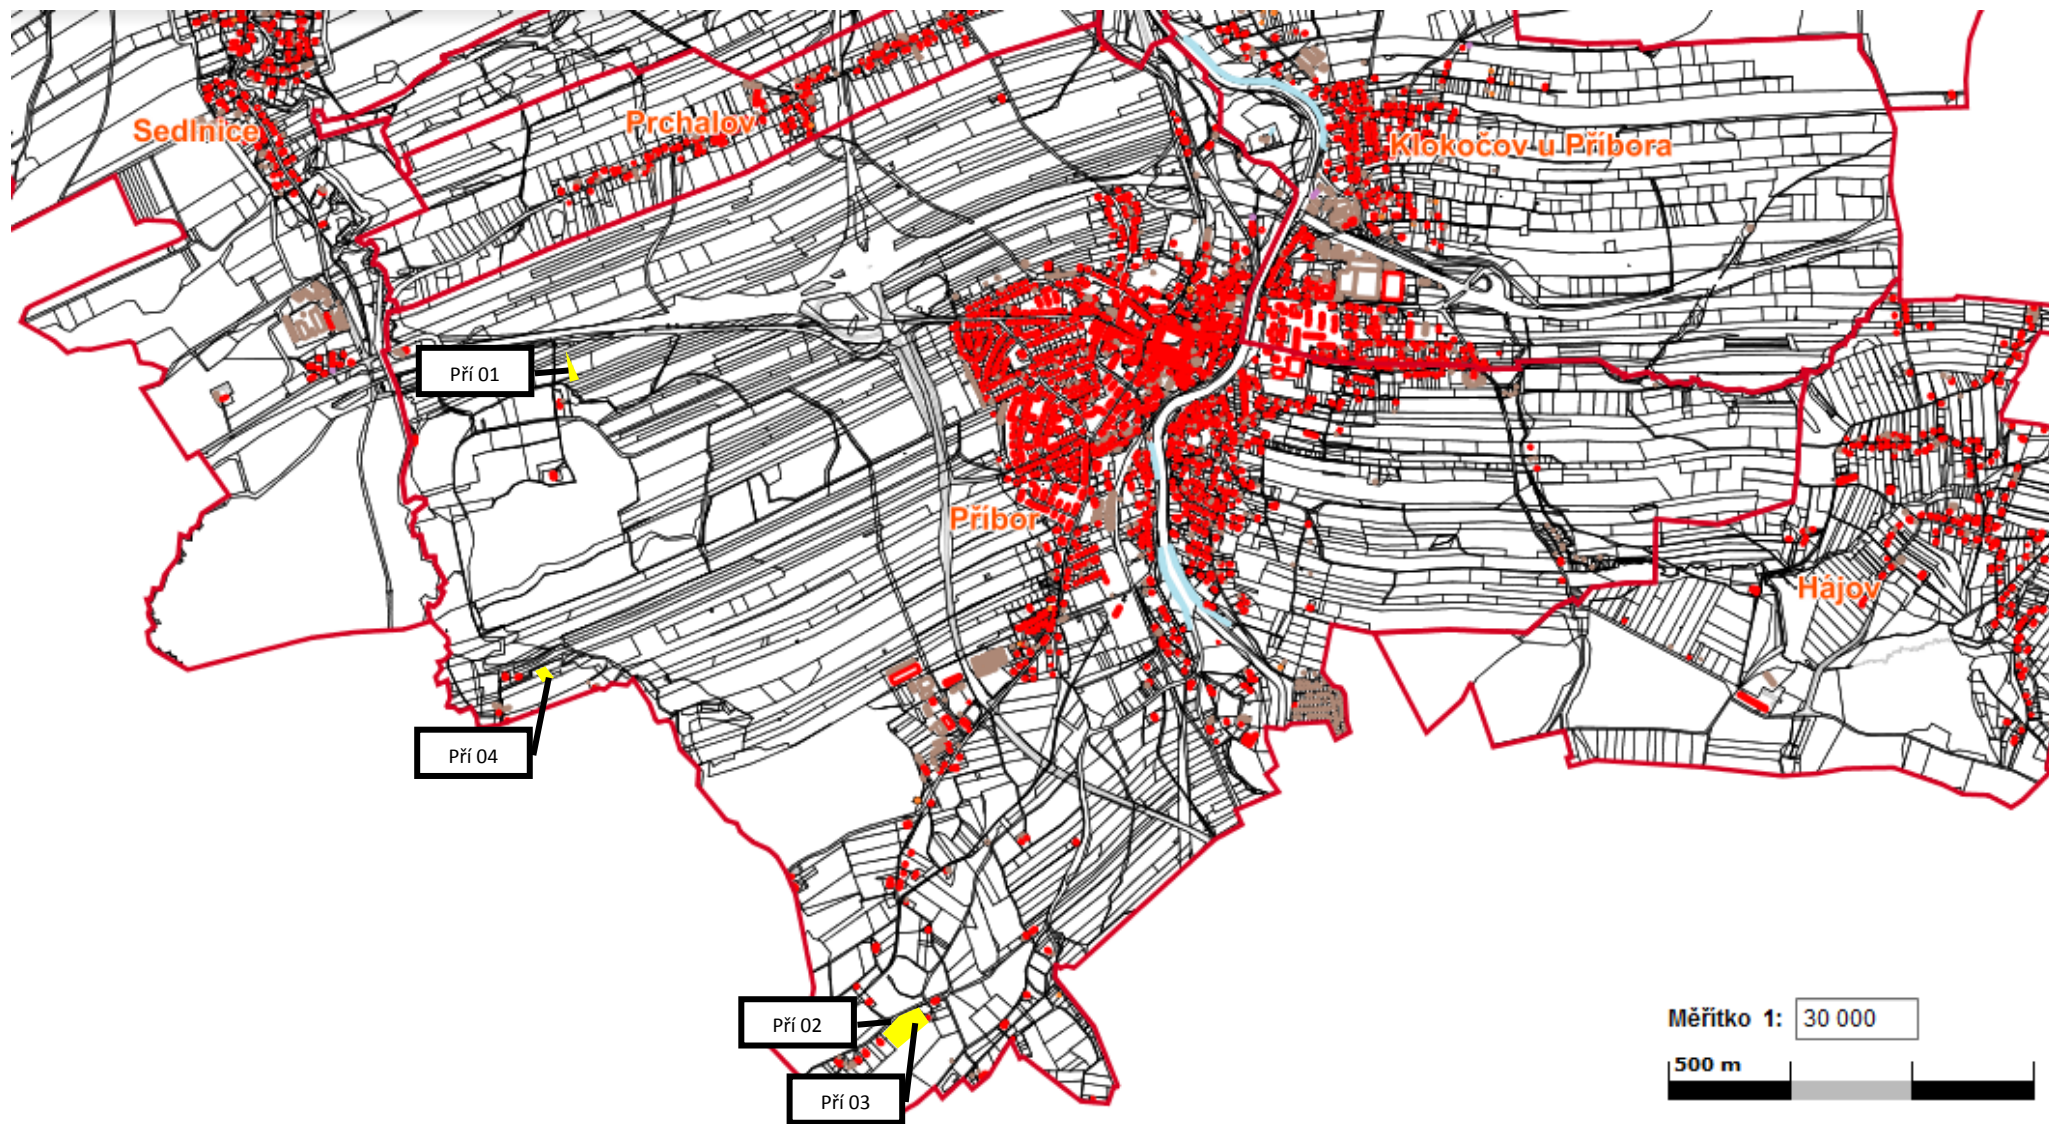 Sedlnice
Prchalov
Klokočov u Příbora
Pří 01
Příbor
Hájov
Pří 04
Pří 02
Pří 03
Měřítko 1: 30 000
500 m